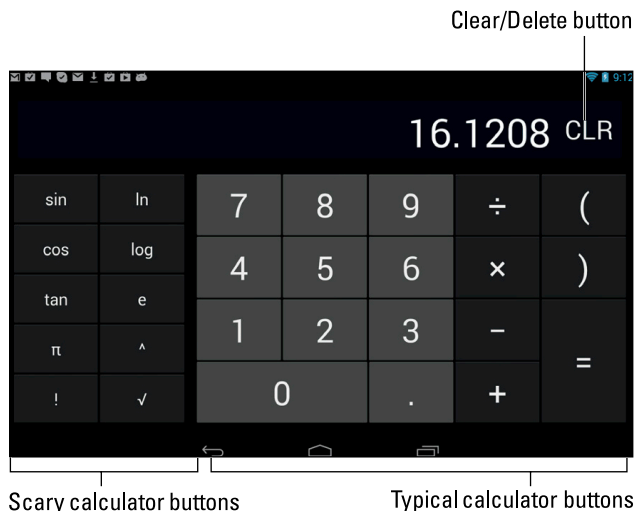 Clear/Delete button
9:12
16.1208 CLR
sin ln 7 8 9 ÷ (
cos log 4 5 6 × )
tan e 1 2 3 −
π ^ =
! √ 0 . +
Scary calculator buttons
Typical calculator buttons